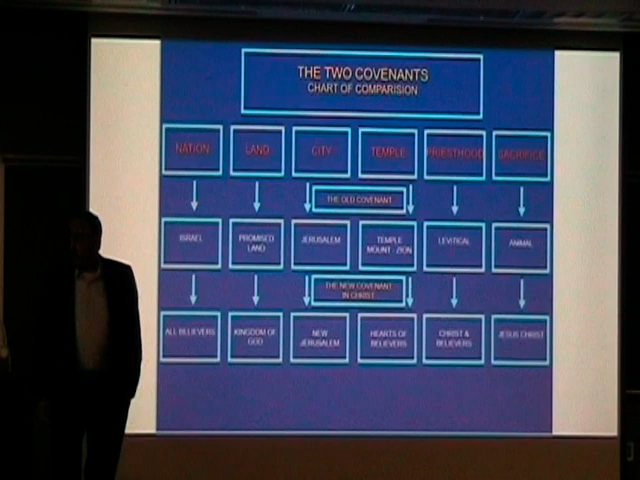 THE TWO COVENANTS
CHART OF COMPARISION
NATION
LAND
CITY
TEMPLE
PRIESTHOOD
SACRIFICE
THE OLD COVENANT
ISRAEL
PROMISED
LAND
JERUSALEM
TEMPLE
MOUNT - ZION
LEVITICAL
ANIMAL
THE NEW COVENANT
IN CHRIST
ALL BELIEVERS
KINGDOM OF
GOD
NEW
JERUSALEM
HEARTS OF
BELIEVERS
CHRIST &
BELIEVERS
JESUS CHRIST